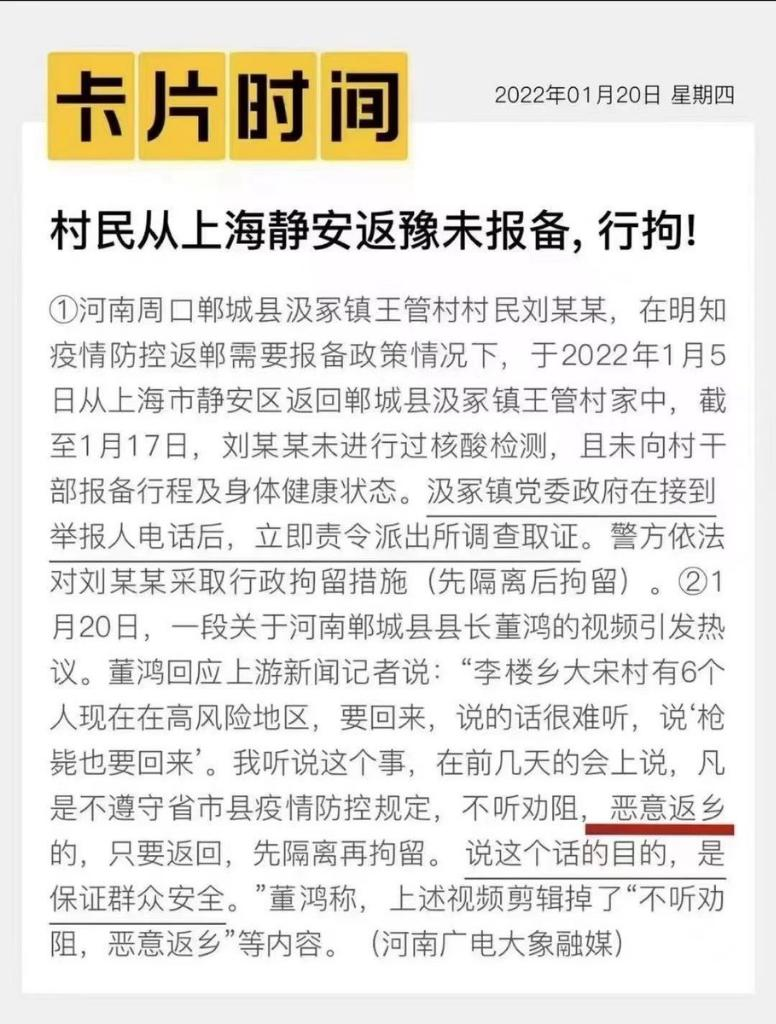 卡片时间
2022年01月20日 星期四
村民从上海静安返豫未报备，行拘！
①河南周口郸城县汲冢镇王管村村民刘某某，在明知
疫情防控返郸需要报备政策情况下，于2022年1月5
日从上海市静安区返回郸城县汲冢镇王管村家中，截
至1月17日，刘某某未进行过核酸检测，且未向村干
部报备行程及身体健康状态。汲冢镇党委政府在接到
举报人电话后，立即责令派出所调查取证。警方依法
对刘某某采取行政拘留措施（先隔离后拘留）。②1
月20日，一段关于河南郸城县县长董鸿的视频引发热
议。董鸿回应上游新闻记者说：“李楼乡大宋村有6个
人现在在高风险地区，要回来，说的话很难听，说‘枪
毙也要回来’。我听说这个事，在前几天的会上说，凡
是不遵守省市县疫情防控规定，不听劝阻，恶意返乡
的，只要返回，先隔离再拘留。说这个话的目的，是
保证群众安全。”董鸿称，上述视频剪辑掉了“不听劝
阻，恶意返乡”等内容。（河南广电大象融媒）